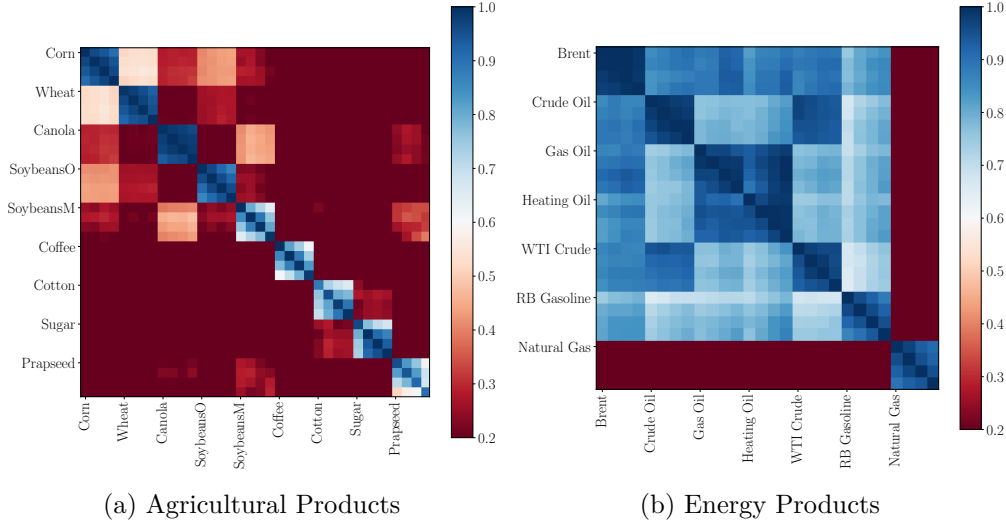 Corn
Wheat
Canola
SoybeansO
SoybeansM
Coffee
Cotton
Sugar
Prapseed
Corn
Wheat
Canola
SoybeansO
SoybeansM
Coffee
Cotton
Sugar
Prapseed
1.0
0.9
0.8
0.7
0.6
0.5
0.4
0.3
0.2
(a) Agricultural Products
Brent
Crude Oil
Gas Oil
Heating Oil
WTI Crude
RB Gasoline
Natural Gas
Brent
Crude Oil
Gas Oil
Heating Oil
WTI Crude
RB Gasoline
Natural Gas
1.0
0.9
0.8
0.7
0.6
0.5
0.4
0.3
0.2
(b) Energy Products